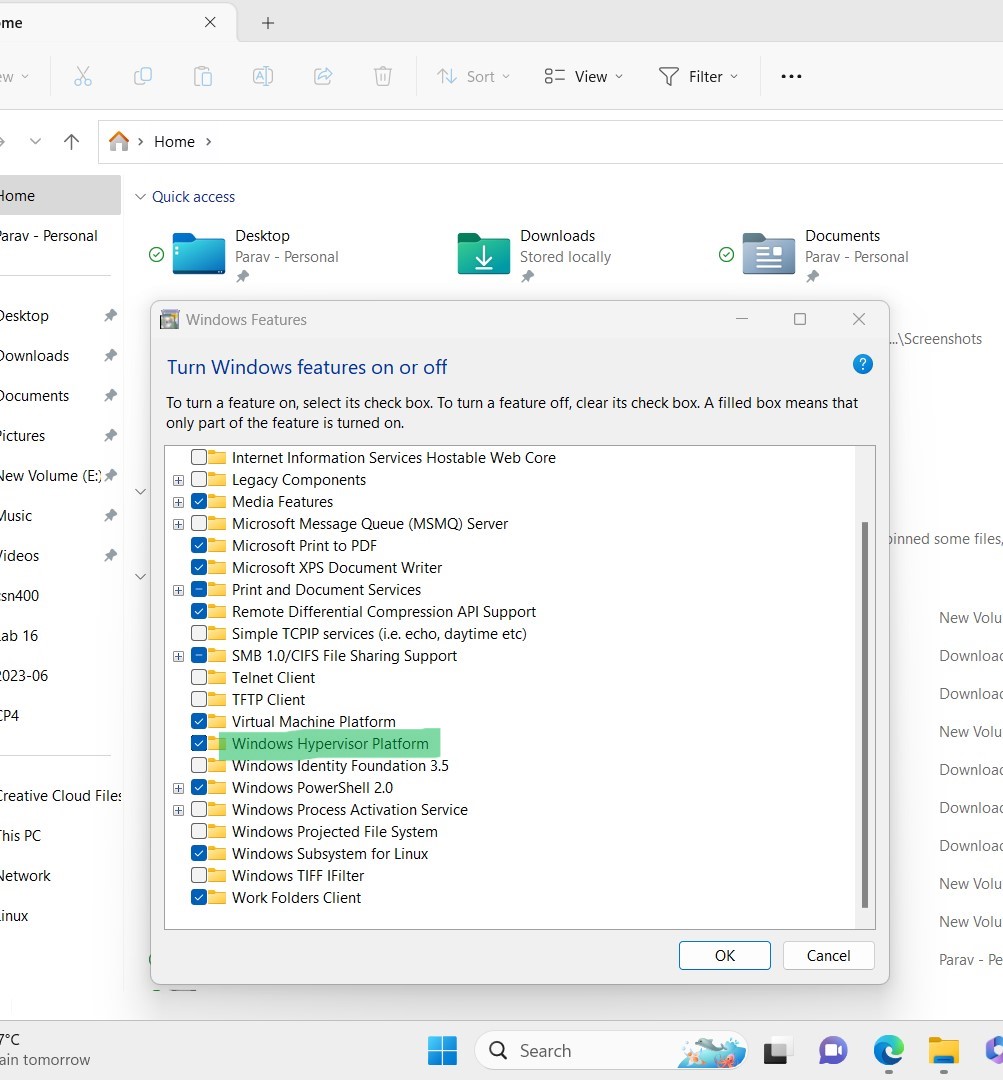 ome
ew
Sort
View
Filter
Home
Home
Quick access
Parav - Personal
Desktop
Parav - Personal
Downloads
Stored locally
Documents
Parav - Personal
Desktop
Downloads
Documents
Pictures
New Volume (E:)
Music
Videos
csn400
Lab 16
2023-06
CP4
Creative Cloud Files
This PC
Network
Linux
...\Screenshots
pinned some files,
New Volu
Downloac
Downloac
New Volu
Downloac
Downloac
Downloac
New Volu
New Volu
Parav - Pe
Windows Features
Turn Windows features on or off
?
To turn a feature on, select its check box. To turn a feature off, clear its check box. A filled box means that
only part of the feature is turned on.
Internet Information Services Hostable Web Core
Legacy Components
Media Features
Microsoft Message Queue (MSMQ) Server
Microsoft Print to PDF
Microsoft XPS Document Writer
Print and Document Services
Remote Differential Compression API Support
Simple TCPIP services (i.e. echo, daytime etc)
SMB 1.0/CIFS File Sharing Support
Telnet Client
TFTP Client
Virtual Machine Platform
Windows Hypervisor Platform
Windows Identity Foundation 3.5
Windows PowerShell 2.0
Windows Process Activation Service
Windows Projected File System
Windows Subsystem for Linux
Windows TIFF IFilter
Work Folders Client
OK
Cancel
7°C
ain tomorrow
Search